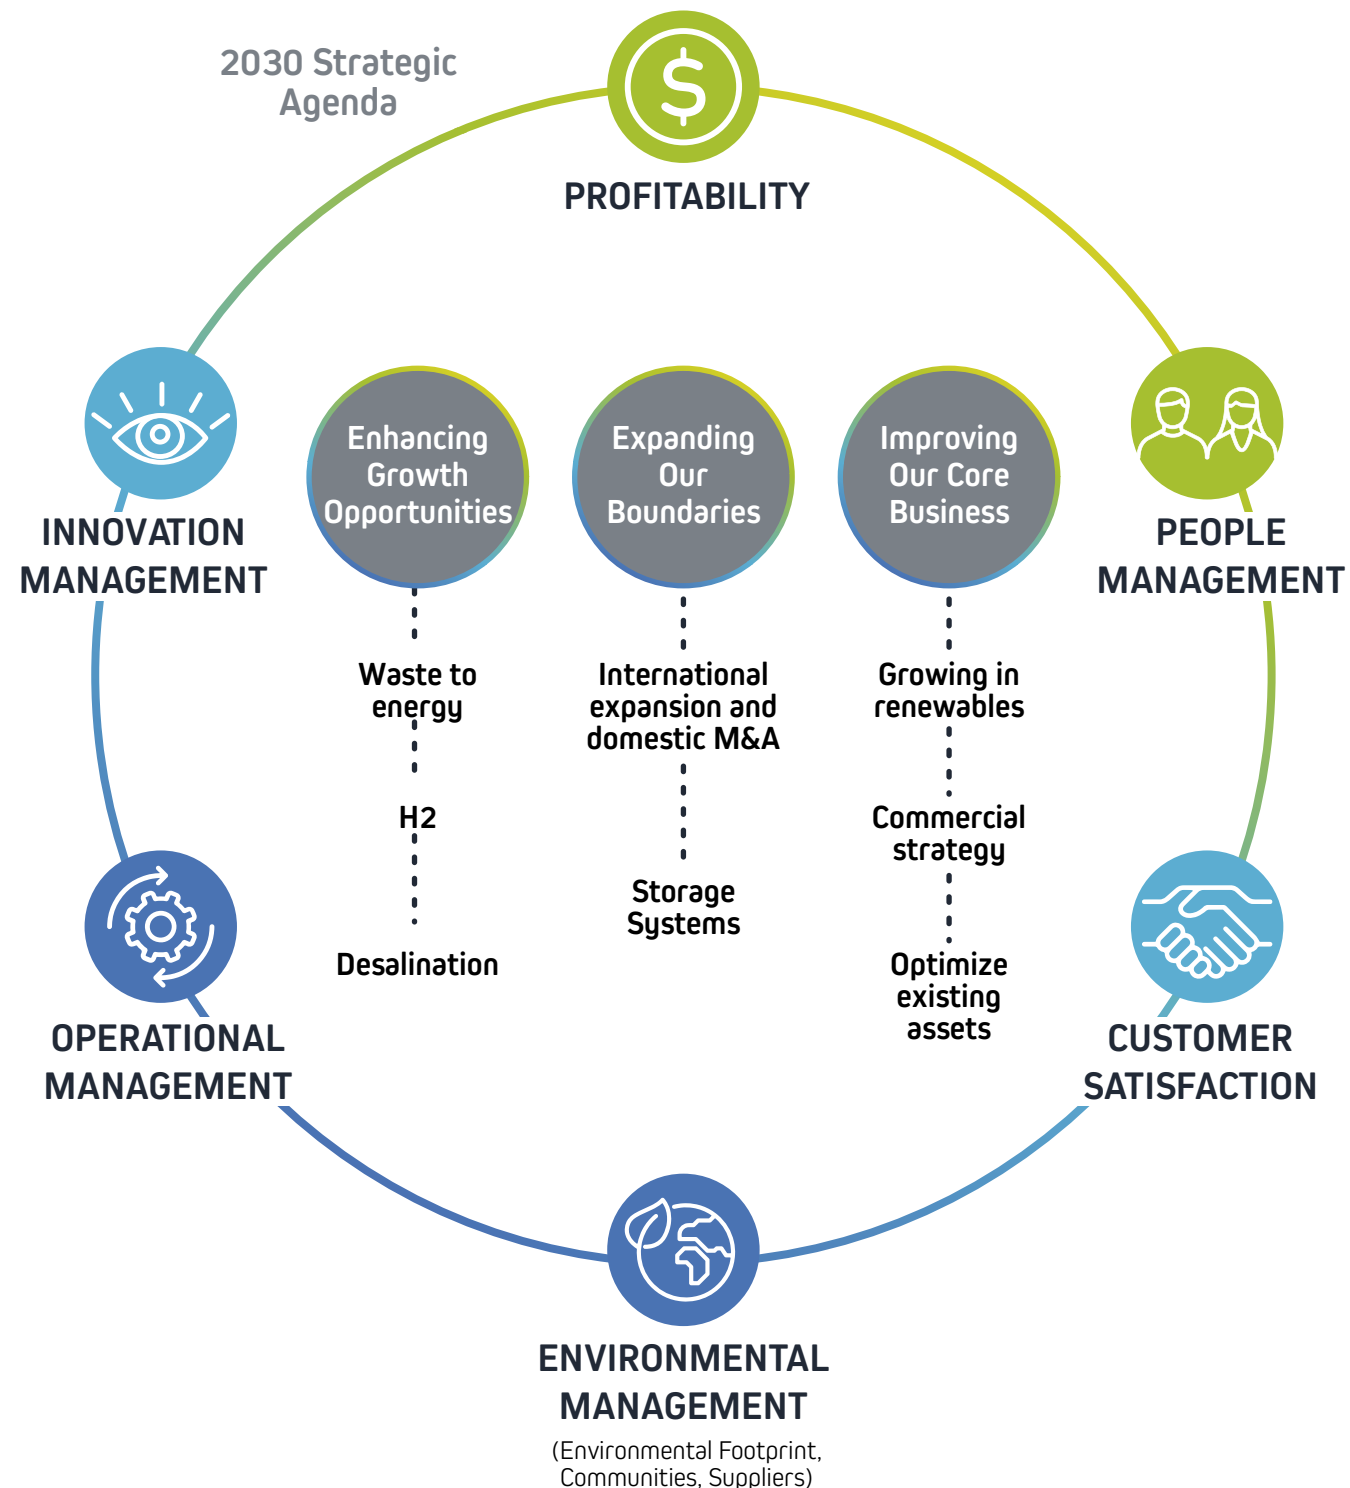 2030 Strategic
Agenda
$
PROFITABILITY
INNOVATION
MANAGEMENT
Enhancing
Growth
Opportunities
Waste to
energy
H2
Desalination
Expanding
Our
Boundaries
International
expansion and
domestic M&A
Storage
Systems
Improving
Our Core
Business
Growing in
renewables
Commercial
strategy
Optimize
existing
assets
PEOPLE
MANAGEMENT
OPERATIONAL
MANAGEMENT
CUSTOMER
SATISFACTION
ENVIRONMENTAL
MANAGEMENT
(Environmental Footprint,
Communities, Suppliers)